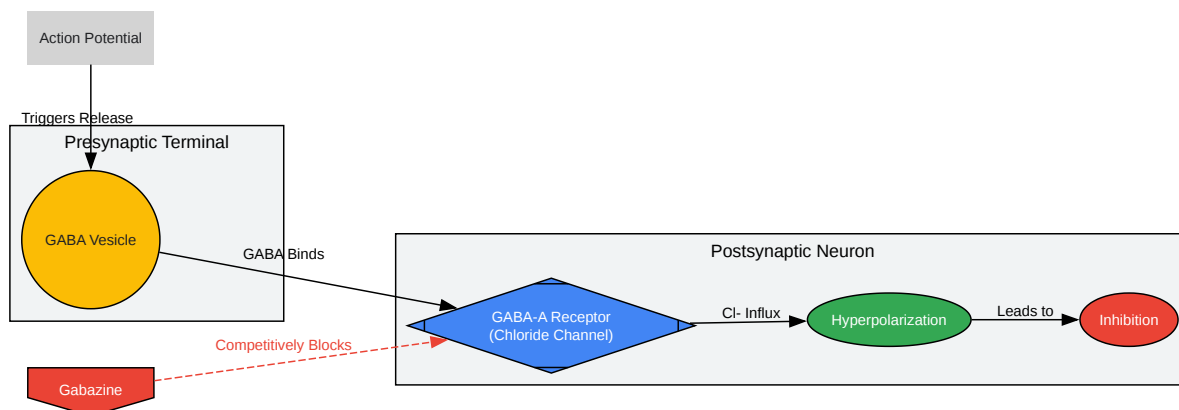 Action Potential
Triggers Release
Presynaptic Terminal
GABA Vesicle
GABA Binds
Postsynaptic Neuron
GABA-A Receptor
(Chloride Channel)
Cl- Influx
Hyperpolarization
Leads to
Inhibition
Competitively Blocks
Gabazine